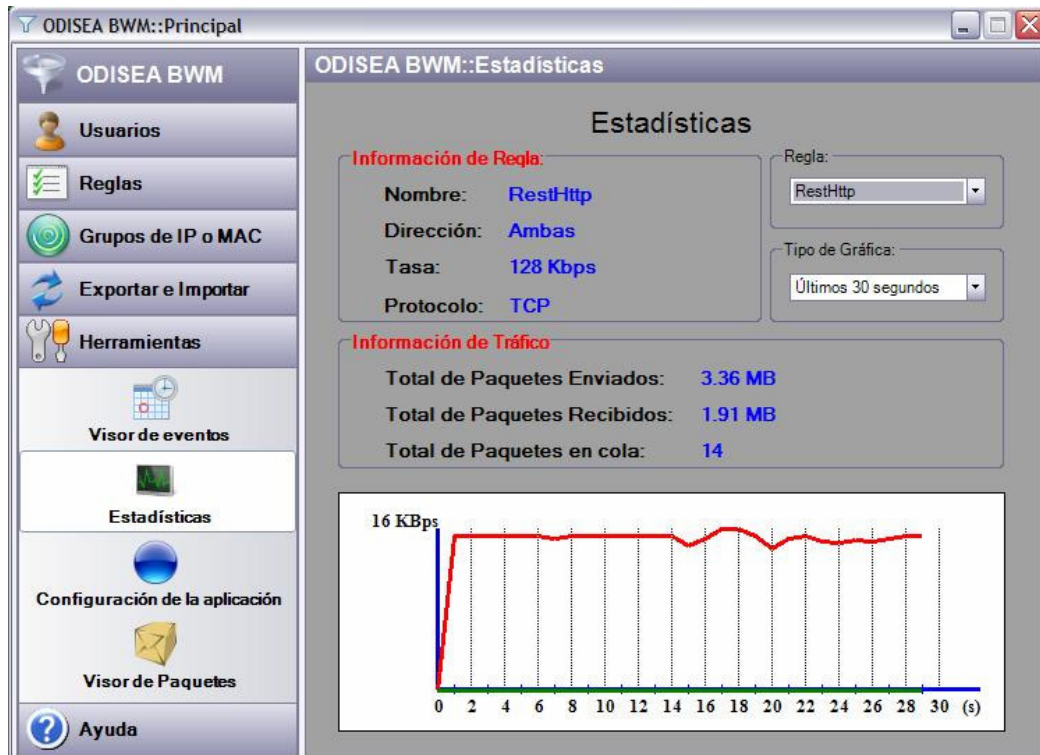 ODISEA BWM::Principal
ODISEA BWM
Usuarios
Reglas
Grupos de IP o MAC
Exportar e Importar
Herramientas
Visor de eventos
Estadísticas
Configuración de la aplicación
Visor de Paquetes
Ayuda
ODISEA BWM::Estadisticas
Estadísticas
Información de Regla:
Nombre: RestHttp
Dirección: Ambas
Tasa: 128 Kbps
Protocolo: TCP
Regla:
RestHttp
Tipo de Gráfica:
Últimos 30 segundos
Información de Tráfico
Total de Paquetes Enviados: 3.36 MB
Total de Paquetes Recibidos: 1.91 MB
Total de Paquetes en cola: 14
16 KBps
0 2 4 6 8 10 12 14 16 18 20 22 24 26 28 30 (s)